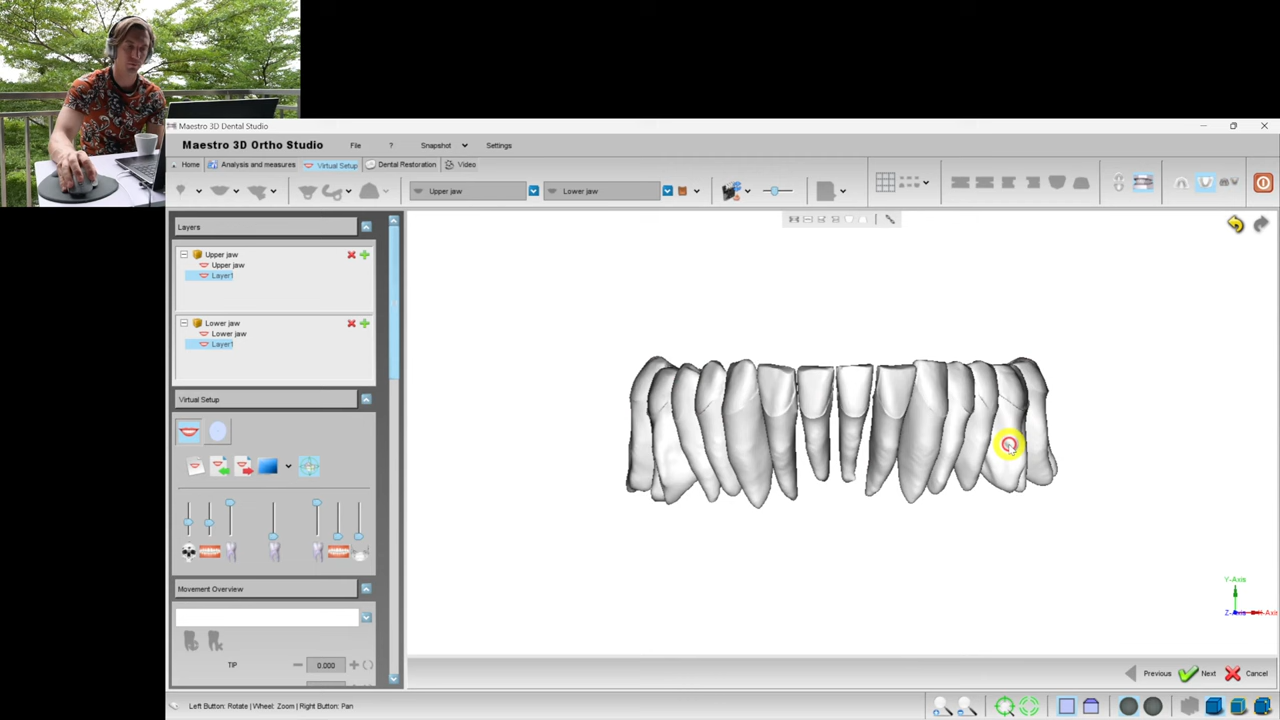 Maestro 3D Dental Studio
Maestro 3D Ortho Studio
File
?
Snapshot
Settings
Home
Analysis and measures
Virtual Setup
Dental Restoration
Video
Upper jaw
Lower jaw
Layers
Upper jaw
Upper jaw
Layer1
Lower jaw
Lower jaw
Layer1
Virtual Setup
Movement Overview
TIP
0.000
Y-Axis
Z-Axis
X-Axis
Previous
Next
Cancel
Left Button: Rotate | Wheel: Zoom | Right Button: Pan